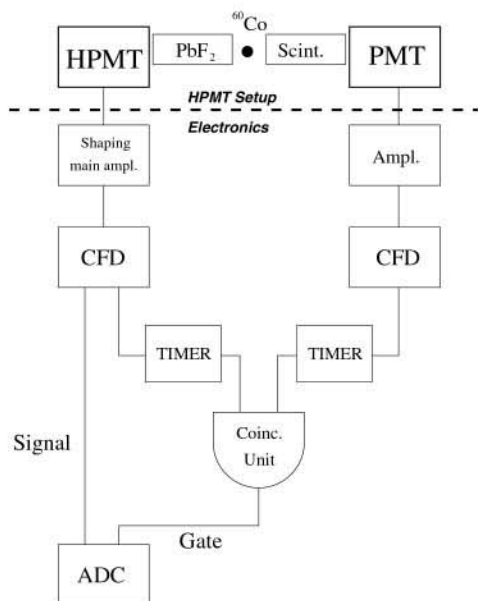 ⁶⁰Co
HPMT
PbF₂
Scint.
PMT
HPMT Setup
Electronics
Shaping
main ampl.
Ampl.
CFD
CFD
TIMER
TIMER
Coinc.
Unit
Signal
Gate
ADC